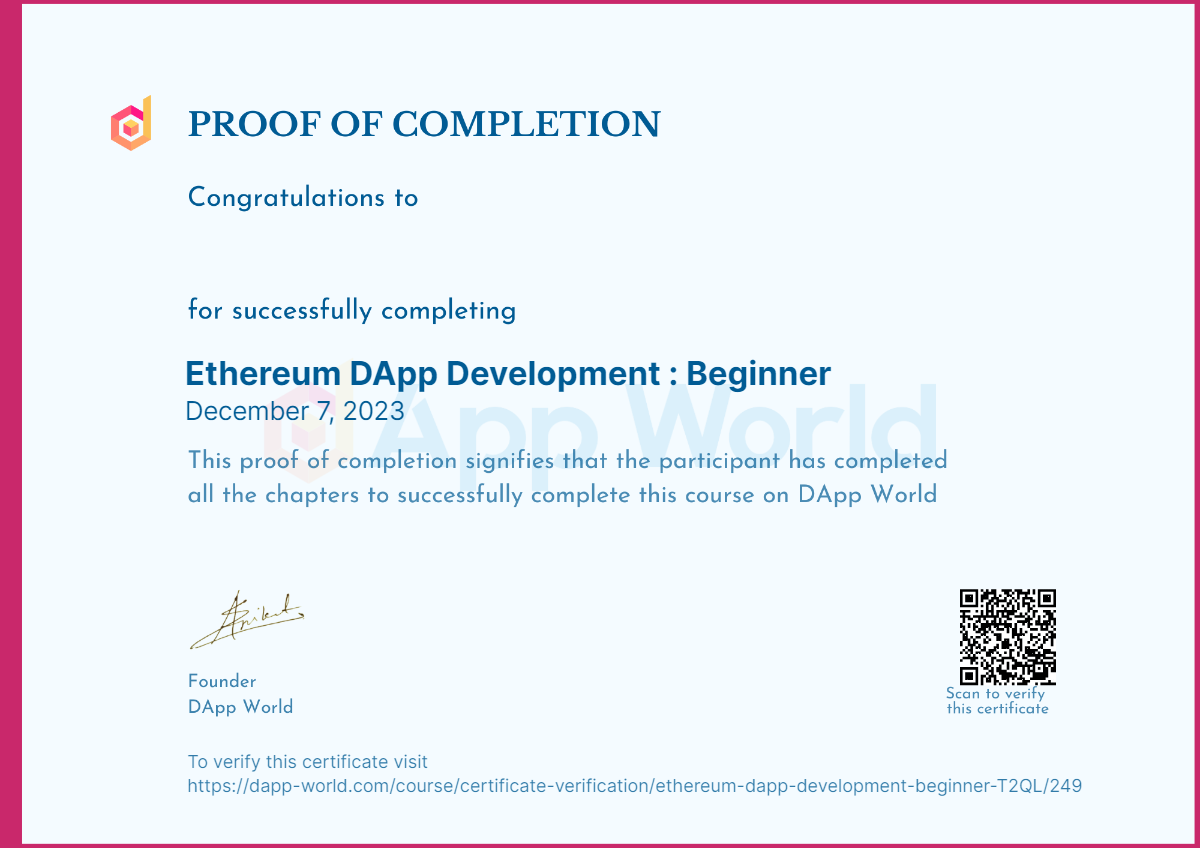 PROOF OF COMPLETION
Congratulations to
for successfully completing
Ethereum DApp Development : Beginner
December 7, 2023
App World
This proof of completion signifies that the participant has completed
all the chapters to successfully complete this course on DApp World
Founder
DApp World
Scan to verify
this certificate
To verify this certificate visit
https://dapp-world.com/course/certificate-verification/ethereum-dapp-development-beginner-T2QL/249